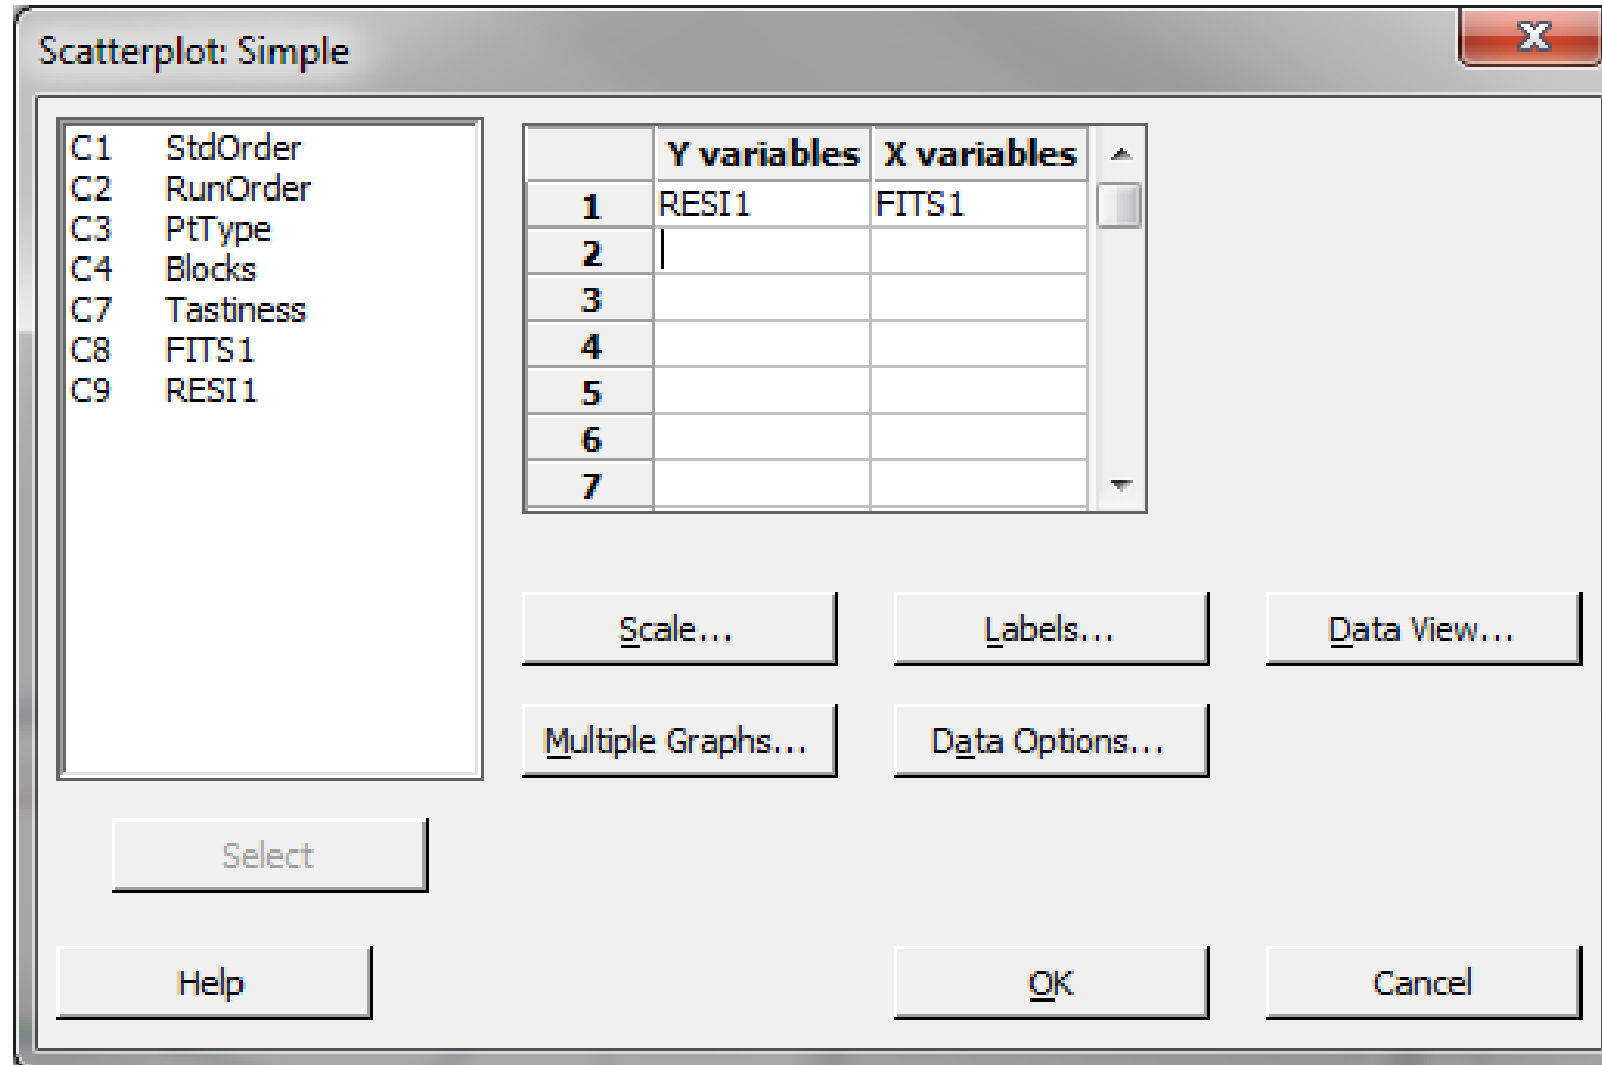 Scatterplot: Simple
C1 StdOrder
C2 RunOrder
C3 PtType
C4 Blocks
C7 Tastiness
C8 FITS1
C9 RESI1
Y variables X variables
1 RESI1 FITS1
2
3
4
5
6
7
Scale... Labels... Data View...
Multiple Graphs... Data Options...
Select
Help OK Cancel